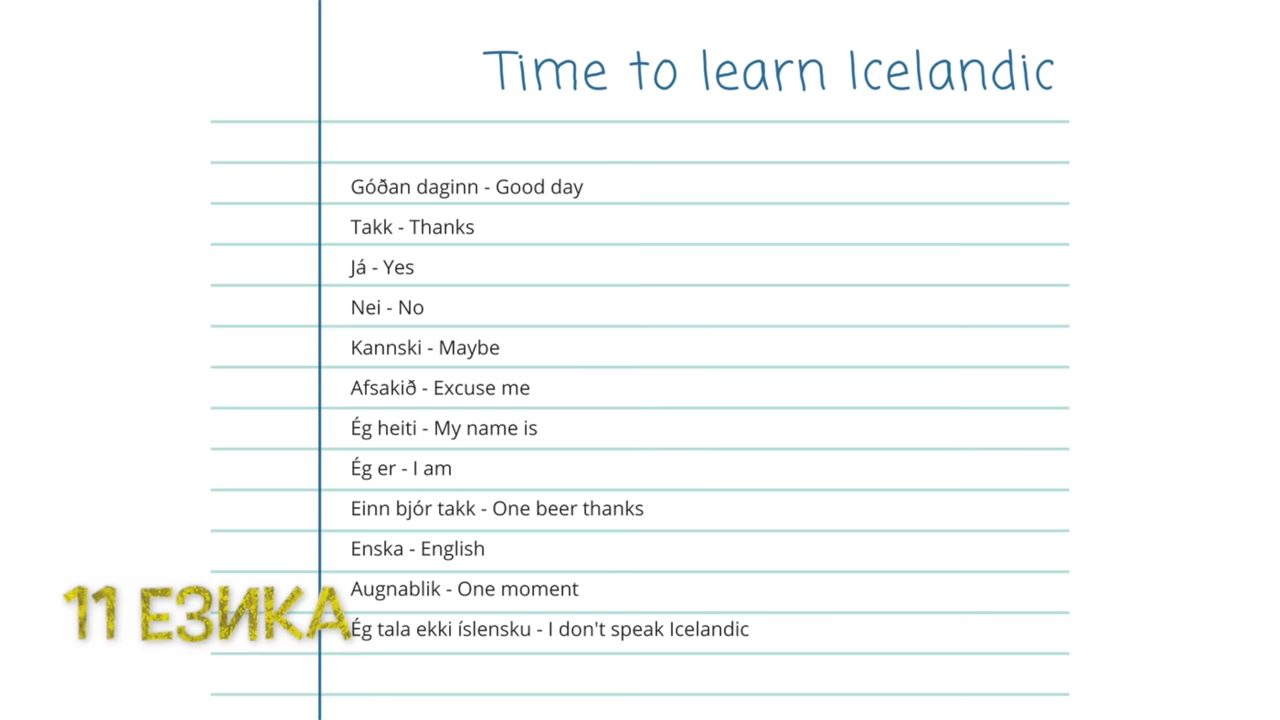 Time to learn Icelandic
Góðan daginn - Good day
Takk - Thanks
Já - Yes
Nei - No
Kannski - Maybe
Afsakið - Excuse me
Ég heiti - My name is
Ég er - I am
Einn bjór takk - One beer thanks
Enska - English
Augnablik - One moment
Ég tala ekki íslensku - I don't speak Icelandic
11 ЕЗИКА